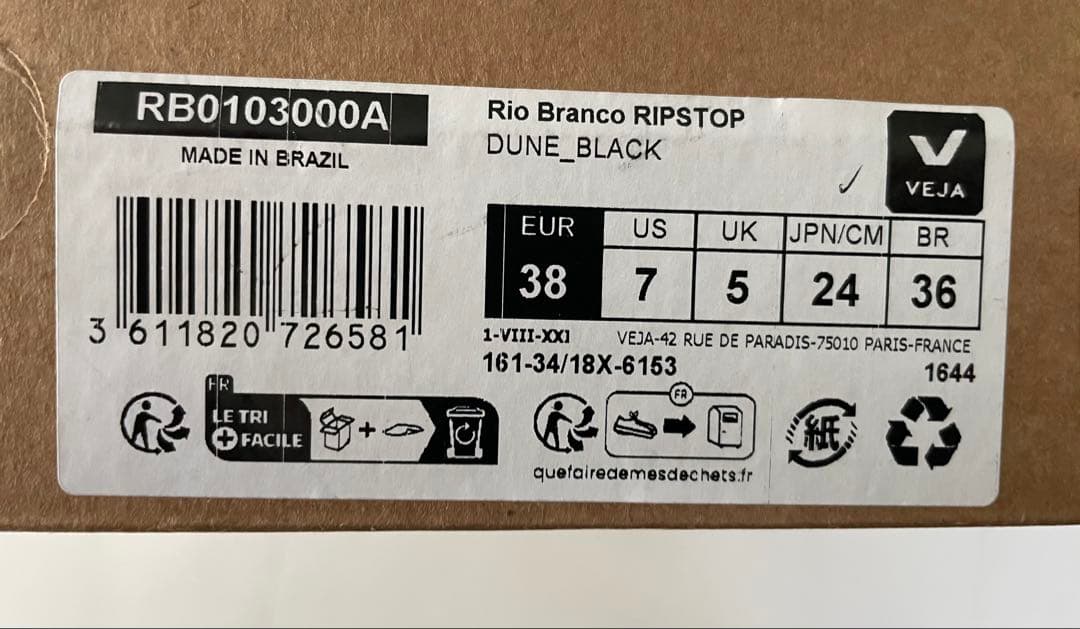 RB0103000A
MADE IN BRAZIL
Rio Branco RIPSTOP
DUNE_BLACK
VEJA
EUR US UK JPN/CM BR
38 7 5 24 36
3 611820 726581
1-VIII-XXI
VEJA-42 RUE DE PARADIS-75010 PARIS-FRANCE
161-34/18X-6153
1644
FR
LE TRI
+ FACILE
+
FR
quefairedemesdechets.fr
紙